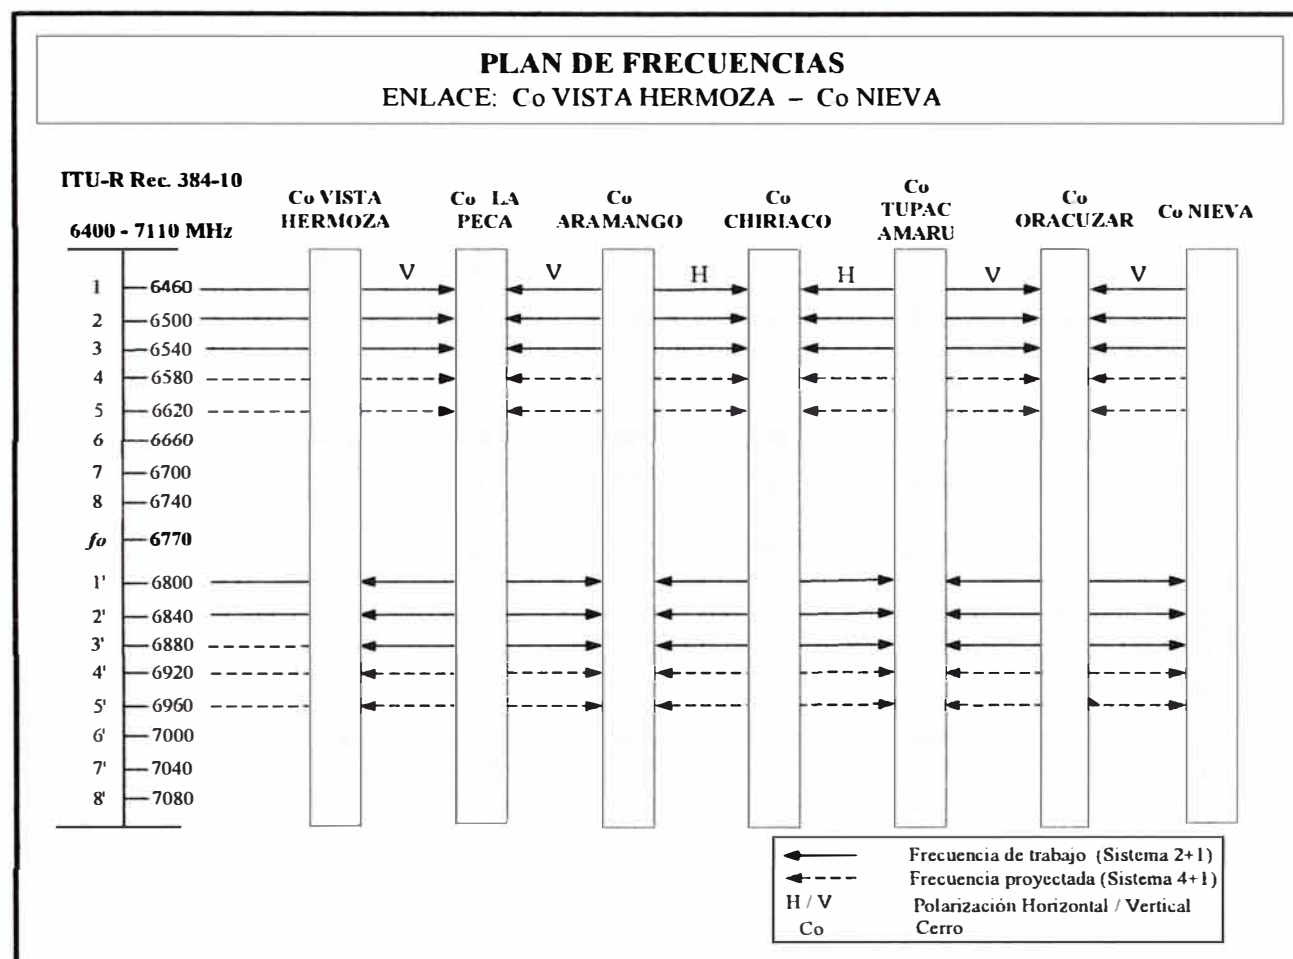 PLAN DE FRECUENCIAS
ENLACE: Co VISTA HERMOZA – Co NIEVA
ITU-R Rec. 384-10
6400 - 7110 MHz
Co VISTA
HERMOZA
Co LA
PECA
Co
ARAMANGO
Co
CHIRIACO
Co
TUPAC
AMARU
Co
ORACUZAR
Co NIEVA
V V H H V V
1 6460
2 6500
3 6540
4 6580
5 6620
6 6660
7 6700
8 6740
fo 6770
1' 6800
2' 6840
3' 6880
4' 6920
5' 6960
6' 7000
7' 7040
8' 7080
Frecuencia de trabajo (Sistema 2+1)
Frecuencia proyectada (Sistema 4+1)
H / V Polarización Horizontal / Vertical
Co Cerro